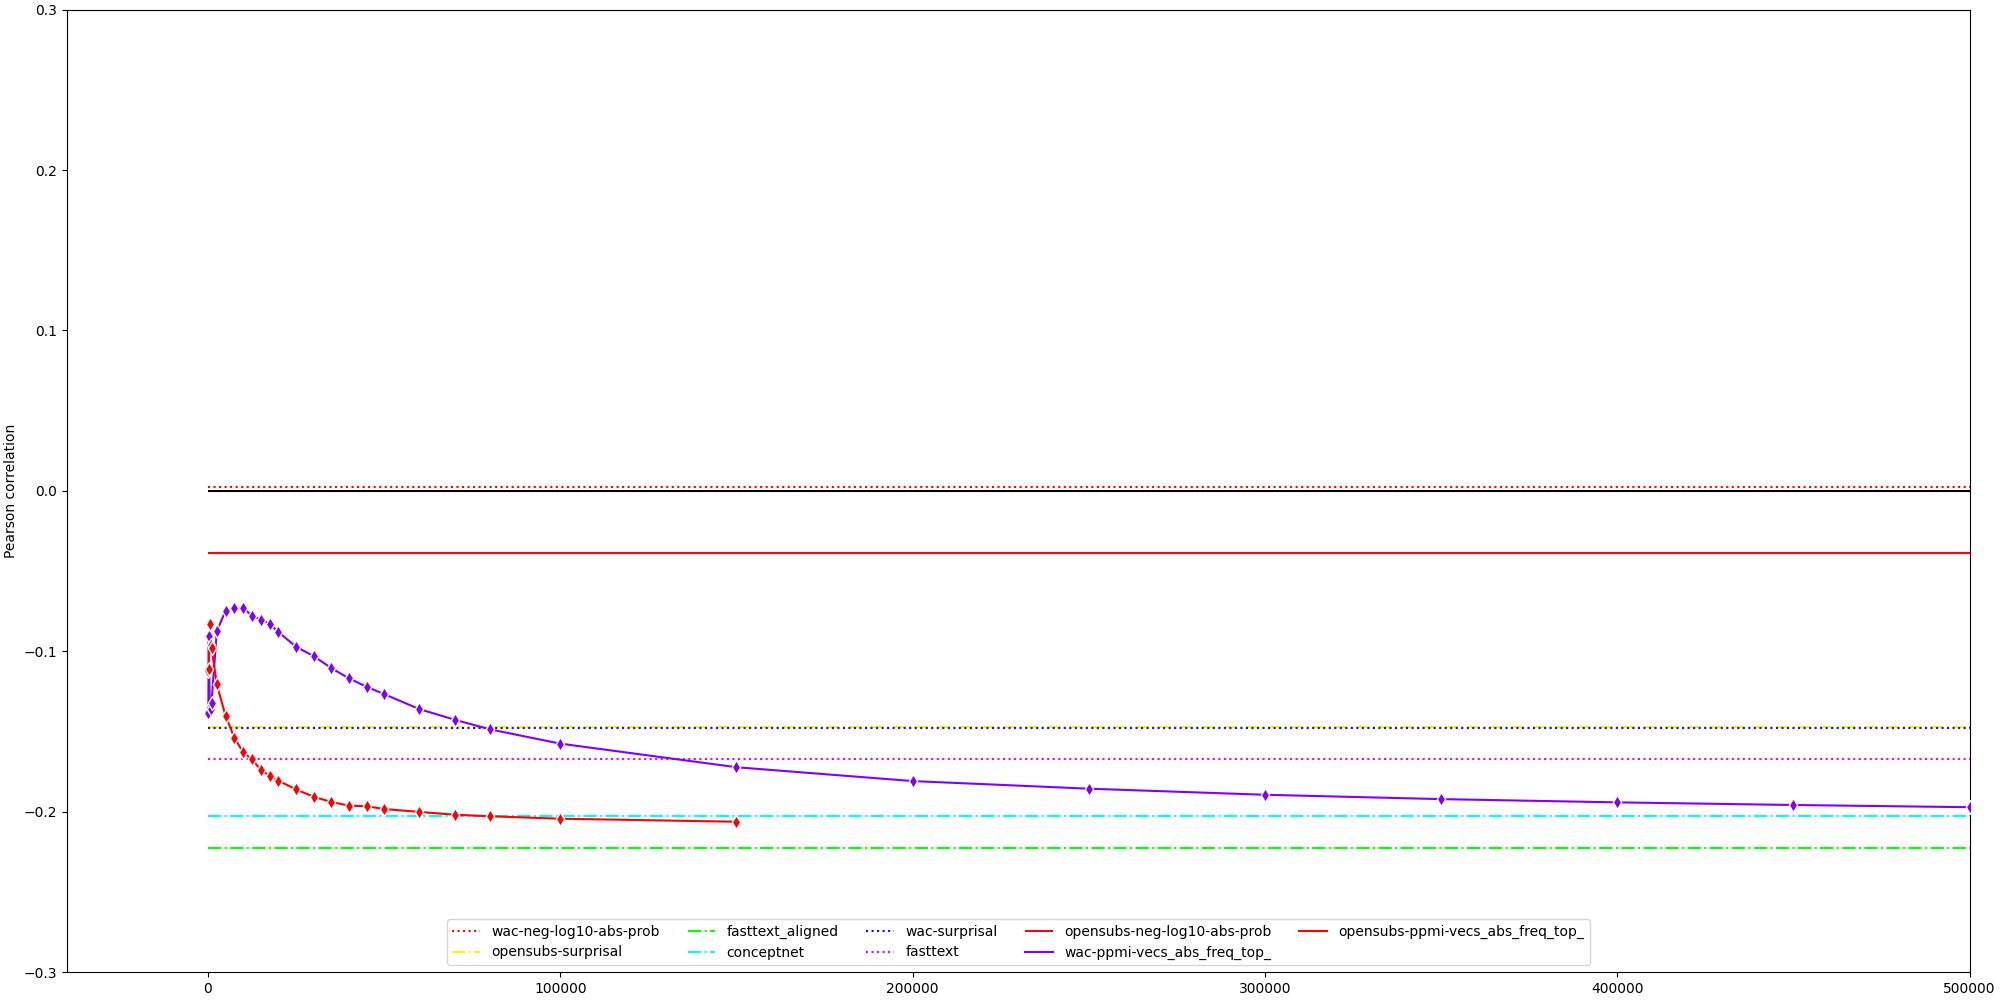 0.3
0.2
0.1
0.0
−0.1
−0.2
−0.3
Pearson correlation
wac-neg-log10-abs-prob
opensubs-surprisal
fasttext_aligned
conceptnet
wac-surprisal
fasttext
opensubs-neg-log10-abs-prob
wac-ppmi-vecs_abs_freq_top_
opensubs-ppmi-vecs_abs_freq_top_
0
100000
200000
300000
400000
500000